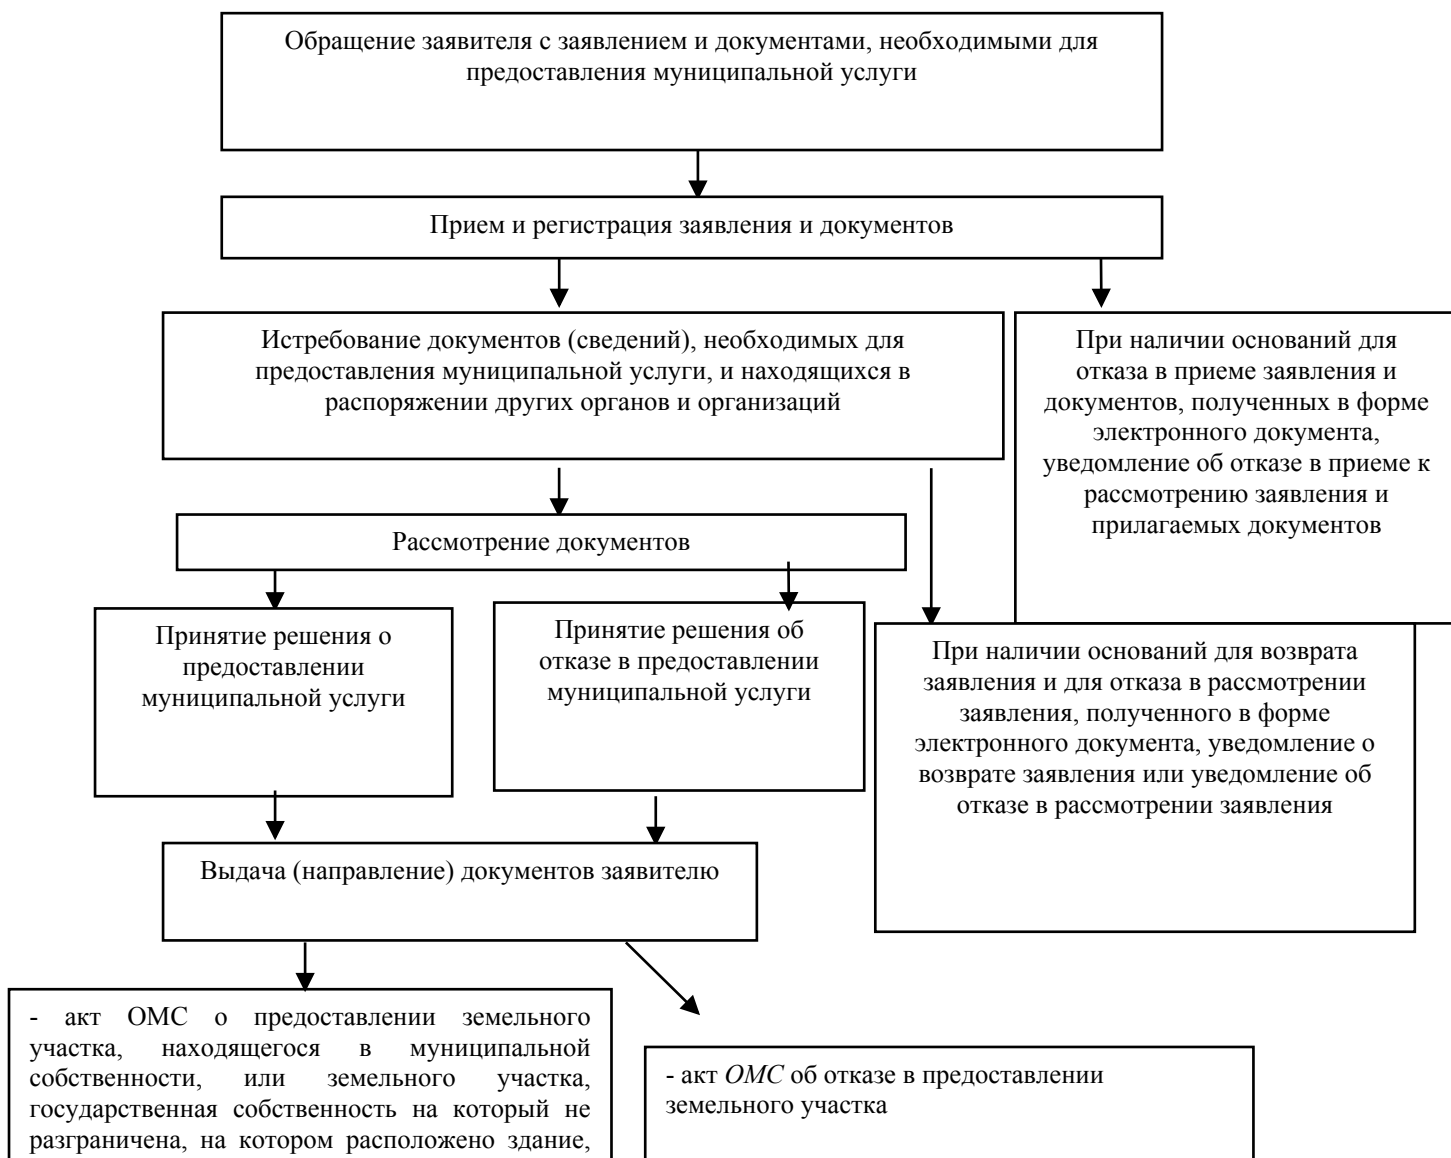 Обращение заявителя с заявлением и документами, необходимыми для
предоставления муниципальной услуги
Прием и регистрация заявления и документов
Истребование документов (сведений), необходимых для
предоставления муниципальной услуги, и находящихся в
распоряжении других органов и организаций
При наличии оснований для
отказа в приеме заявления и
документов, полученных в форме
электронного документа,
уведомление об отказе в приеме к
рассмотрению заявления и
прилагаемых документов
Рассмотрение документов
Принятие решения о
предоставлении
муниципальной услуги
Принятие решения об
отказе в предоставлении
муниципальной услуги
При наличии оснований для возврата
заявления и для отказа в рассмотрении
заявления, полученного в форме
электронного документа, уведомление о
возврате заявления или уведомление об
отказе в рассмотрении заявления
Выдача (направление) документов заявителю
- акт ОМС о предоставлении земельного
участка, находящегося в муниципальной
собственности, или земельного участка,
государственная собственность на который не
разграничена, на котором расположено здание,
- акт ОМС об отказе в предоставлении
земельного участка